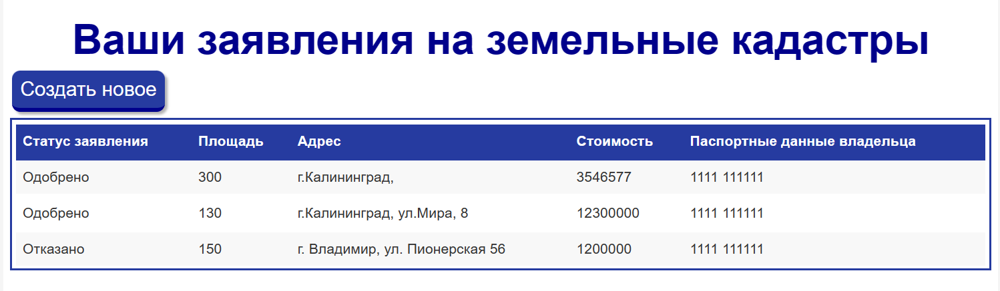 Ваши заявления на земельные кадастры
Создать новое
Статус заявления Площадь Адрес Стоимость Паспортные данные владельца
Одобрено 300 г.Калининград, 3546577 1111 111111
Одобрено 130 г.Калининград, ул.Мира, 8 12300000 1111 111111
Отказано 150 г. Владимир, ул. Пионерская 56 1200000 1111 111111